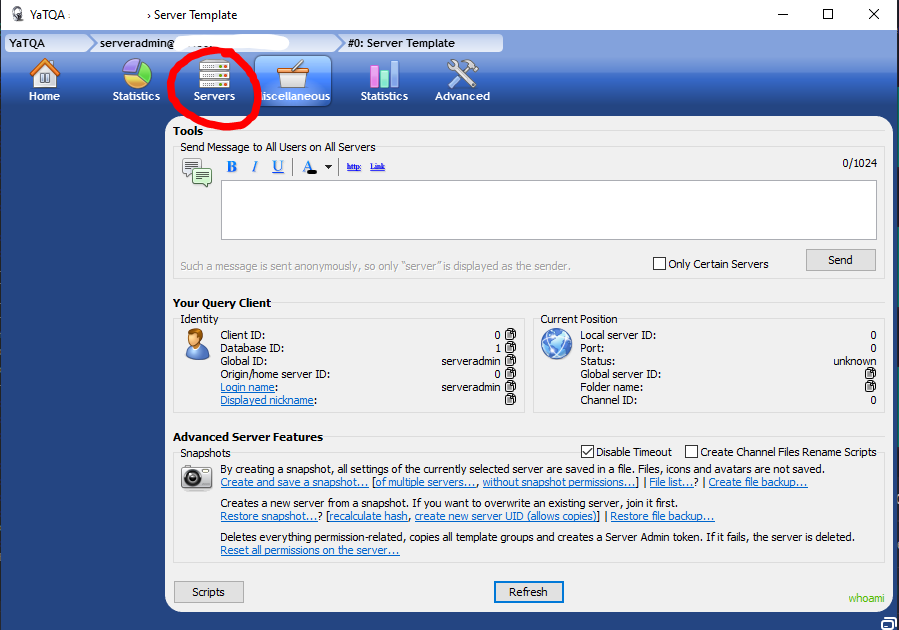 YaTQA
› Server Template
YaTQA
serveradmin@
#0: Server Template
Home
Statistics
Servers
iscellaneous
Statistics
Advanced
Tools
Send Message to All Users on All Servers
B I U A http: Link
0/1024
Such a message is sent anonymously, so only "server" is displayed as the sender.
Only Certain Servers
Send
Your Query Client
Identity
Client ID: 0
Database ID: 1
Global ID: serveradmin
Origin/home server ID: 0
Login name: serveradmin
Displayed nickname:
Current Position
Local server ID: 0
Port: 0
Status: unknown
Global server ID:
Folder name:
Channel ID: 0
Advanced Server Features
Snapshots
Disable Timeout
Create Channel Files Rename Scripts
By creating a snapshot, all settings of the currently selected server are saved in a file. Files, icons and avatars are not saved.
Create and save a snapshot... [of multiple servers..., without snapshot permissions...] | File list...? | Create file backup...
Creates a new server from a snapshot. If you want to overwrite an existing server, join it first.
Restore snapshot...? [recalculate hash, create new server UID (allows copies)] | Restore file backup...
Deletes everything permission-related, copies all template groups and creates a Server Admin token. If it fails, the server is deleted.
Reset all permissions on the server...
Scripts
Refresh
whoami